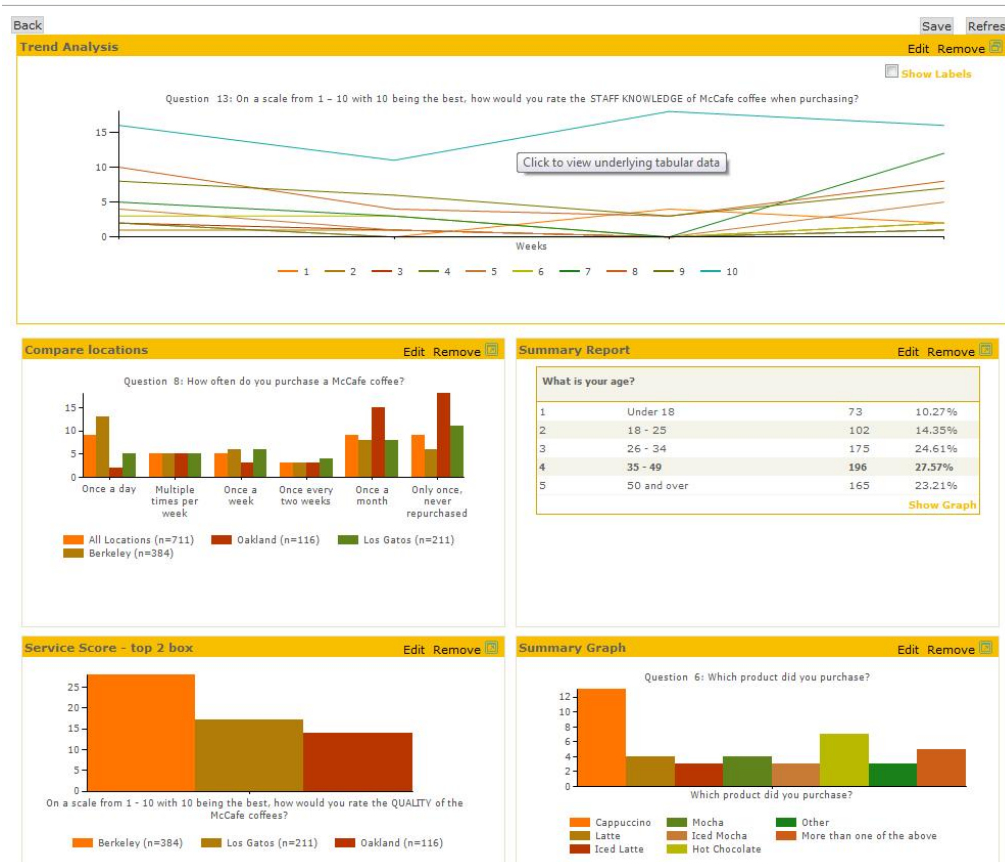 Back
Save Refres
Trend Analysis
Edit Remove
Show Labels
Question 13: On a scale from 1 – 10 with 10 being the best, how would you rate the STAFF KNOWLEDGE of McCafe coffee when purchasing?
15
10
Click to view underlying tabular data
5
0
Weeks
1 2 3 4 5 6 7 8 9 10
Compare locations
Edit Remove
Question 8: How often do you purchase a McCafe coffee?
15
10
5
0
Once a day
Multiple times per week
Once a week
Once every two weeks
Once a month
Only once, never repurchased
All Locations (n=711) Oakland (n=116) Los Gatos (n=211)
Berkeley (n=384)
Summary Report
Edit Remove
What is your age?
1 Under 18 73 10.27%
2 18 - 25 102 14.35%
3 26 - 34 175 24.61%
4 35 - 49 196 27.57%
5 50 and over 165 23.21%
Show Graph
Service Score - top 2 box
Edit Remove
25
20
15
10
5
0
On a scale from 1 - 10 with 10 being the best, how would you rate the QUALITY of the
McCafe coffees?
Berkeley (n=384) Los Gatos (n=211) Oakland (n=116)
Summary Graph
Edit Remove
Question 6: Which product did you purchase?
12
10
8
6
4
2
0
Which product did you purchase?
Cappuccino Mocha Other
Latte Iced Mocha More than one of the above
Iced Latte Hot Chocolate